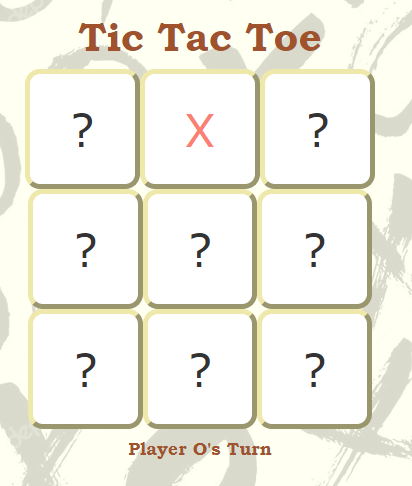 Tic Tac Toe
? X ?
? ? ?
? ? ?
Player O's Turn